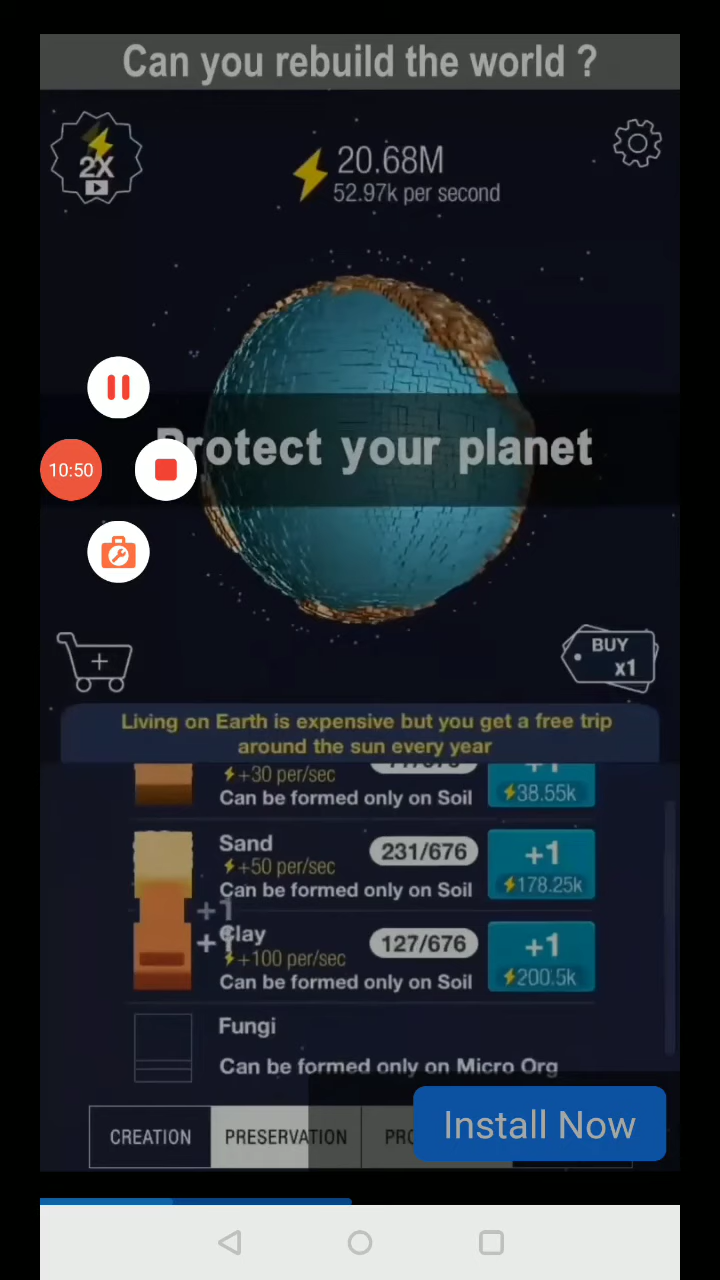 Can you rebuild the world ?
2X
20.68M
52.97k per second
Protect your planet
10:50
BUY
x1
Living on Earth is expensive but you get a free trip
around the sun every year
+30 per/sec
+1
38.55k
Can be formed only on Soil
Sand
231/676
+1
+50 per/sec
178.25k
Can be formed only on Soil
+1
+1
Clay
127/676
+1
+100 per/sec
200.5k
Can be formed only on Soil
Fungi
Can be formed only on Micro Org
CREATION
PRESERVATION
Install Now